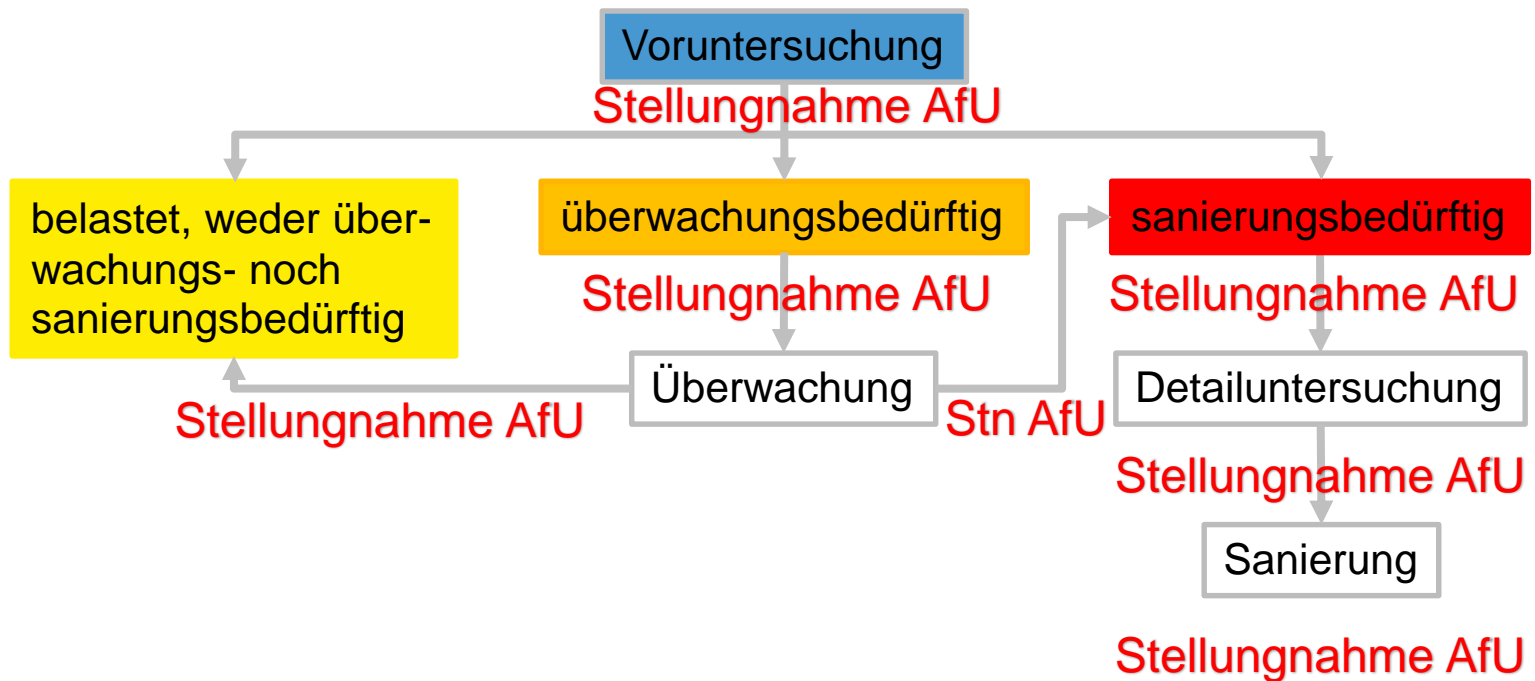 Voruntersuchung
Stellungnahme AfU
belastet, weder über-
wachungs- noch
sanierungsbedürftig
überwachungsbedürftig
sanierungsbedürftig
Stellungnahme AfU
Stellungnahme AfU
Überwachung
Detailuntersuchung
Stellungnahme AfU
Stn AfU
Stellungnahme AfU
Sanierung
Stellungnahme AfU